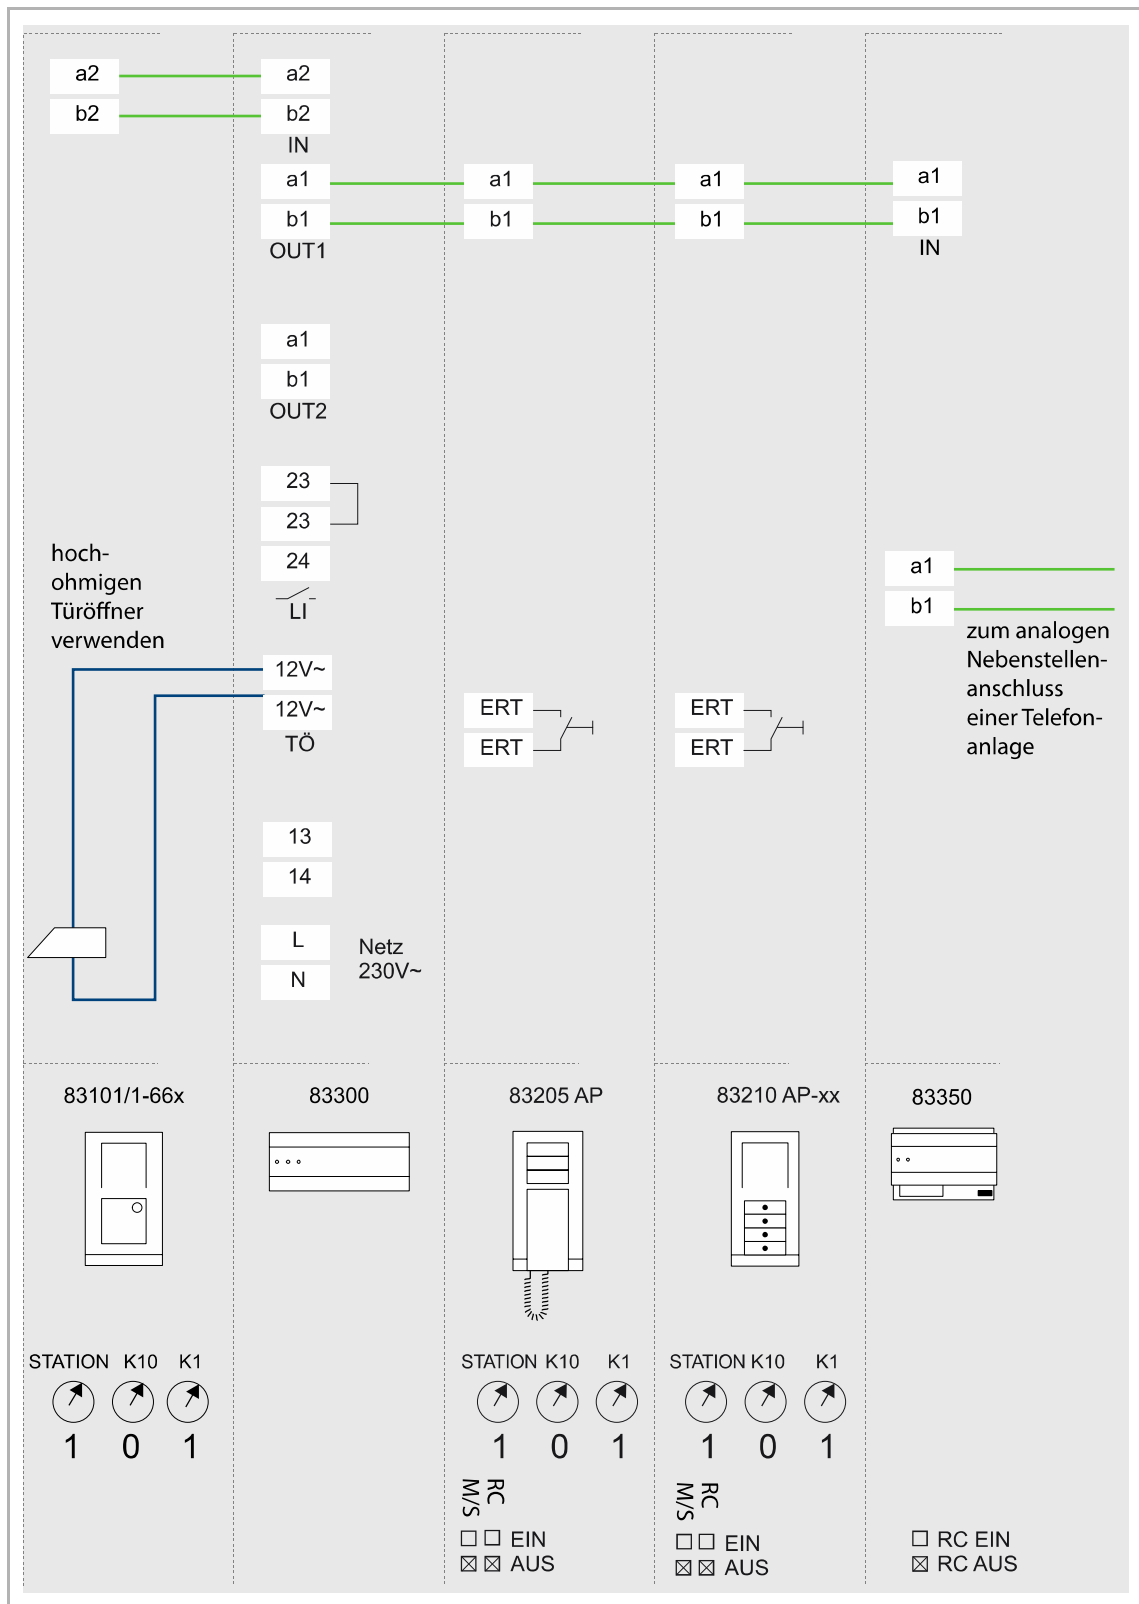 a2
b2
hoch-
ohmigen
Türöffner
verwenden
83101/1-66x
STATION K10 K1
1 0 1
a2
b2
IN
a1
b1
OUT1
a1
b1
OUT2
23
23
24
LI
12V~
12V~
TÖ
13
14
L
N
Netz
230V~
83300
a1
b1
ERT
ERT
83205 AP
STATION K10 K1
1 0 1
M/S RC
EIN
AUS
a1
b1
ERT
ERT
83210 AP-xx
STATION K10 K1
1 0 1
M/S RC
EIN
AUS
a1
b1
IN
a1
b1
zum analogen
Nebenstellen-
anschluss
einer Telefon-
anlage
83350
RC EIN
RC AUS